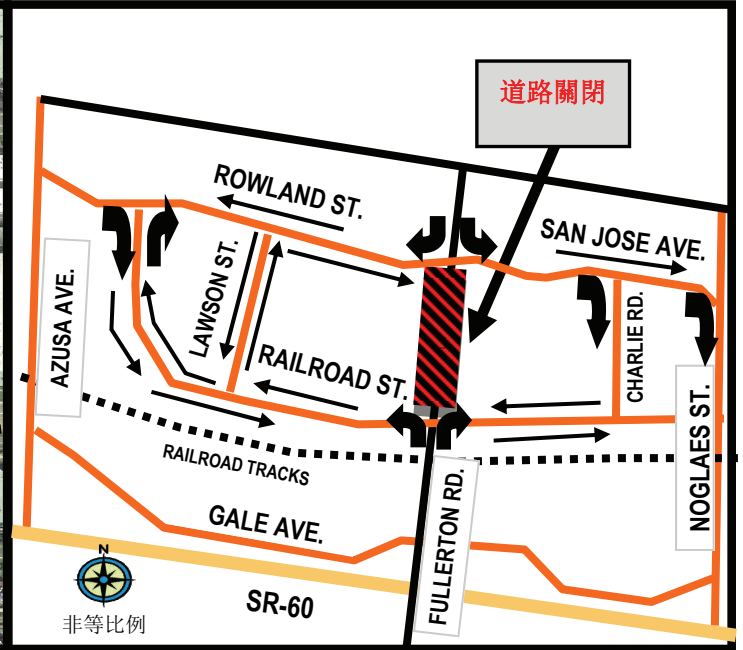 道路關閉
ROWLAND ST.
SAN JOSE AVE.
LAWSON ST.
AZUSA AVE.
CHARLIE RD.
RAILROAD ST.
NOGLAES ST.
RAILROAD TRACKS
FULLERTON RD.
GALE AVE.
N
SR-60
非等比例